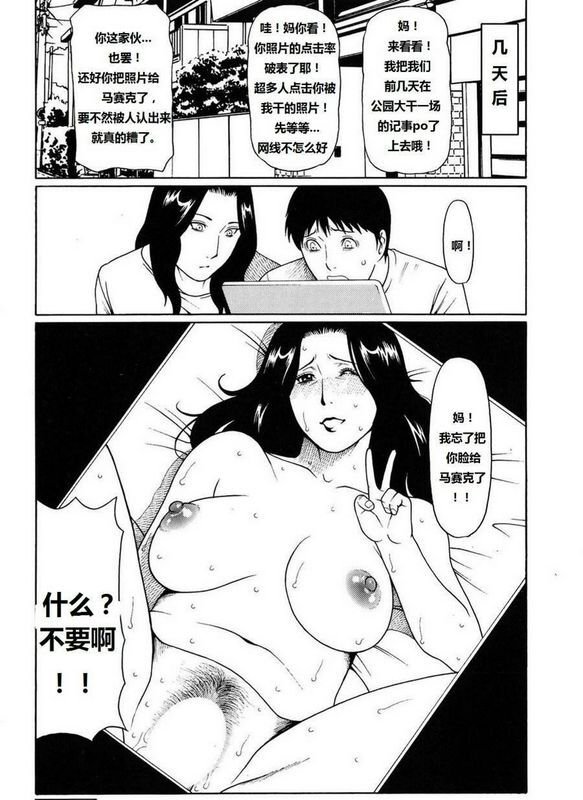 几
天
后
妈！
来看看！
我把我们
前几天在
公园大干一场
的记事po了
上去哦！
哇！妈你看！
你照片的点击率
破表了耶！
超多人点击你被
我干的照片！
先等等...
网线不怎么好
你这家伙...
也罢！
还好你把照片给
马赛克了，
要不然被人认出来
就真的糟了。
啊！
妈！
我忘了把
你脸给
马赛克了
！！
什么？
不要啊
！！